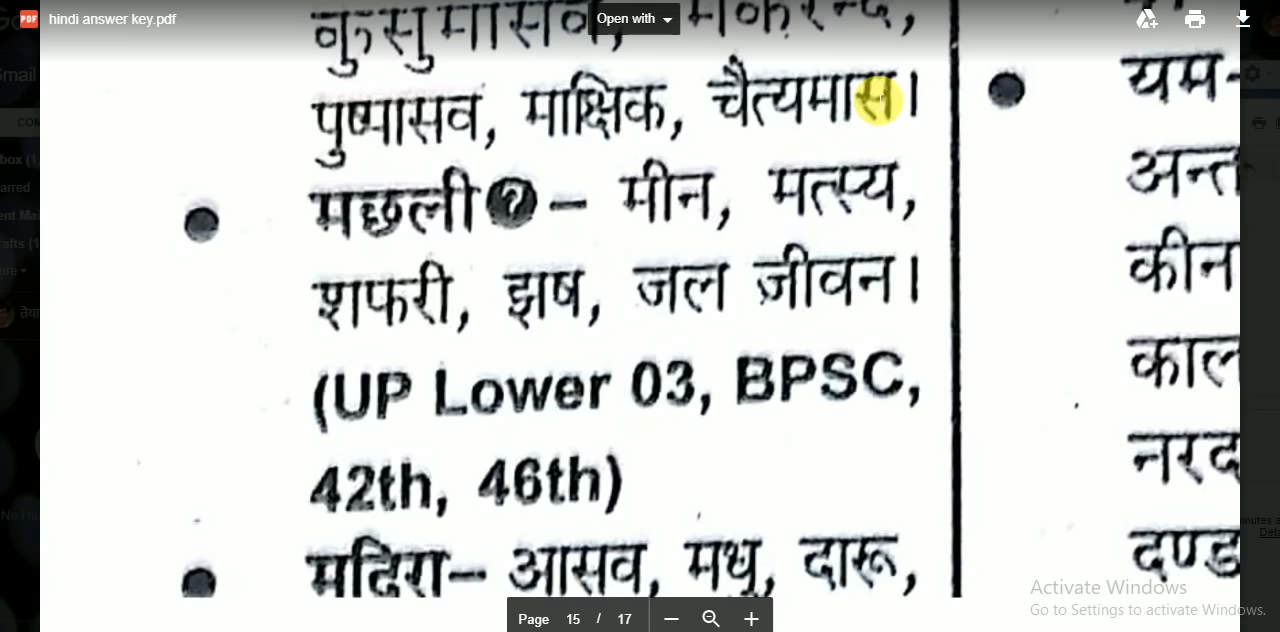 hindi answer key.pdf
Open with
कुसुमासव, मकरन्द,
पुष्पासव, माक्षिक, चैत्यमास।
मछली ? – मीन, मत्स्य,
शफरी, झष, जल जीवन।
(UP Lower 03, BPSC,
42th, 46th)
मदिरा– आसव, मधु, दारू,
यम-
अन्त
कीन
काल
नरद
दण्ड
Page 15 / 17
Activate Windows
Go to Settings to activate Windows.